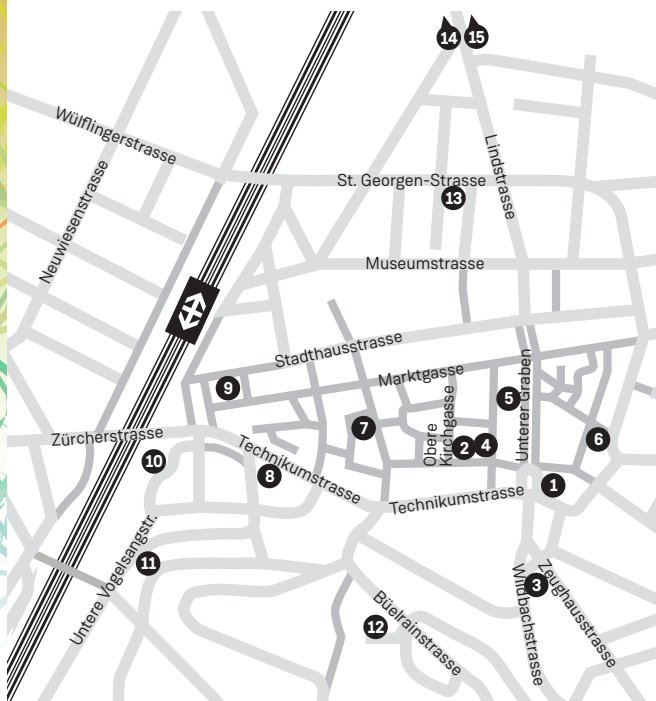 14 15
Wülflingerstrasse
Lindstrasse
Neuwiesenstrasse
St. Georgen-Strasse
13
Museumstrasse
Stadthausstrasse
Marktgasse
9
5
Unterer Graben
7
Obere
Kirchgasse
2 4
6
Zürcherstrasse
10
Technikumstrasse
8
Technikumstrasse
1
11
Untere Vogelsangstr.
3
Zeughausstrasse
Wildbachstrasse
12
Büelrainstrasse